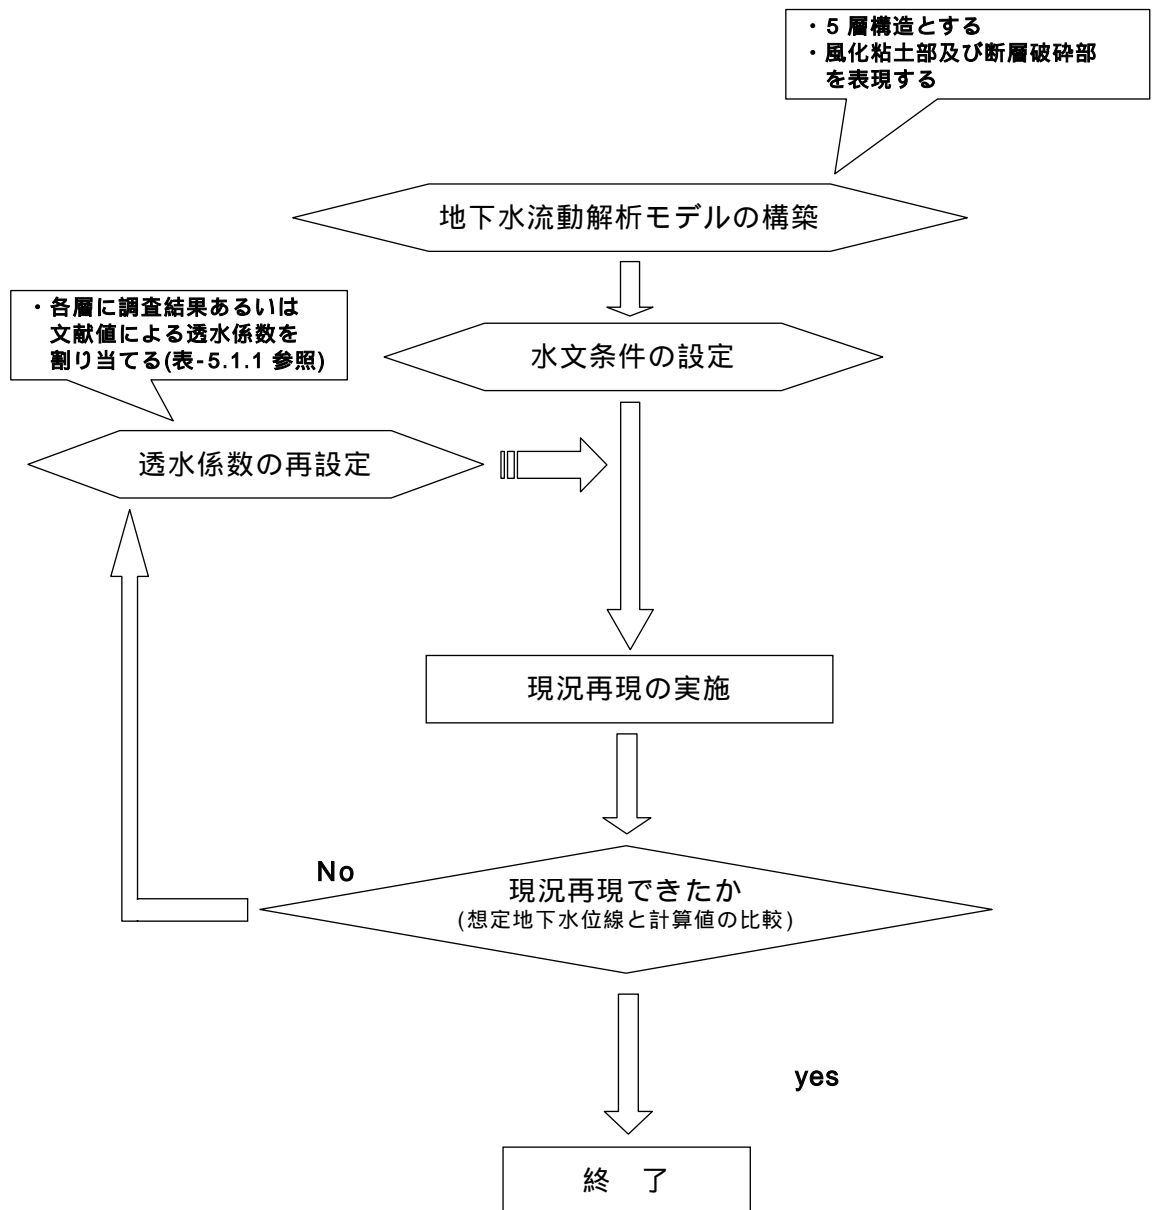 ・5 層構造とする
・風化粘土部及び断層破砕部
を表現する
地下水流動解析モデルの構築
・各層に調査結果あるいは
文献値による透水係数を
割り当てる(表-5.1.1 参照)
水文条件の設定
透水係数の再設定
現況再現の実施
No
現況再現できたか
(想定地下水位線と計算値の比較)
yes
終　了